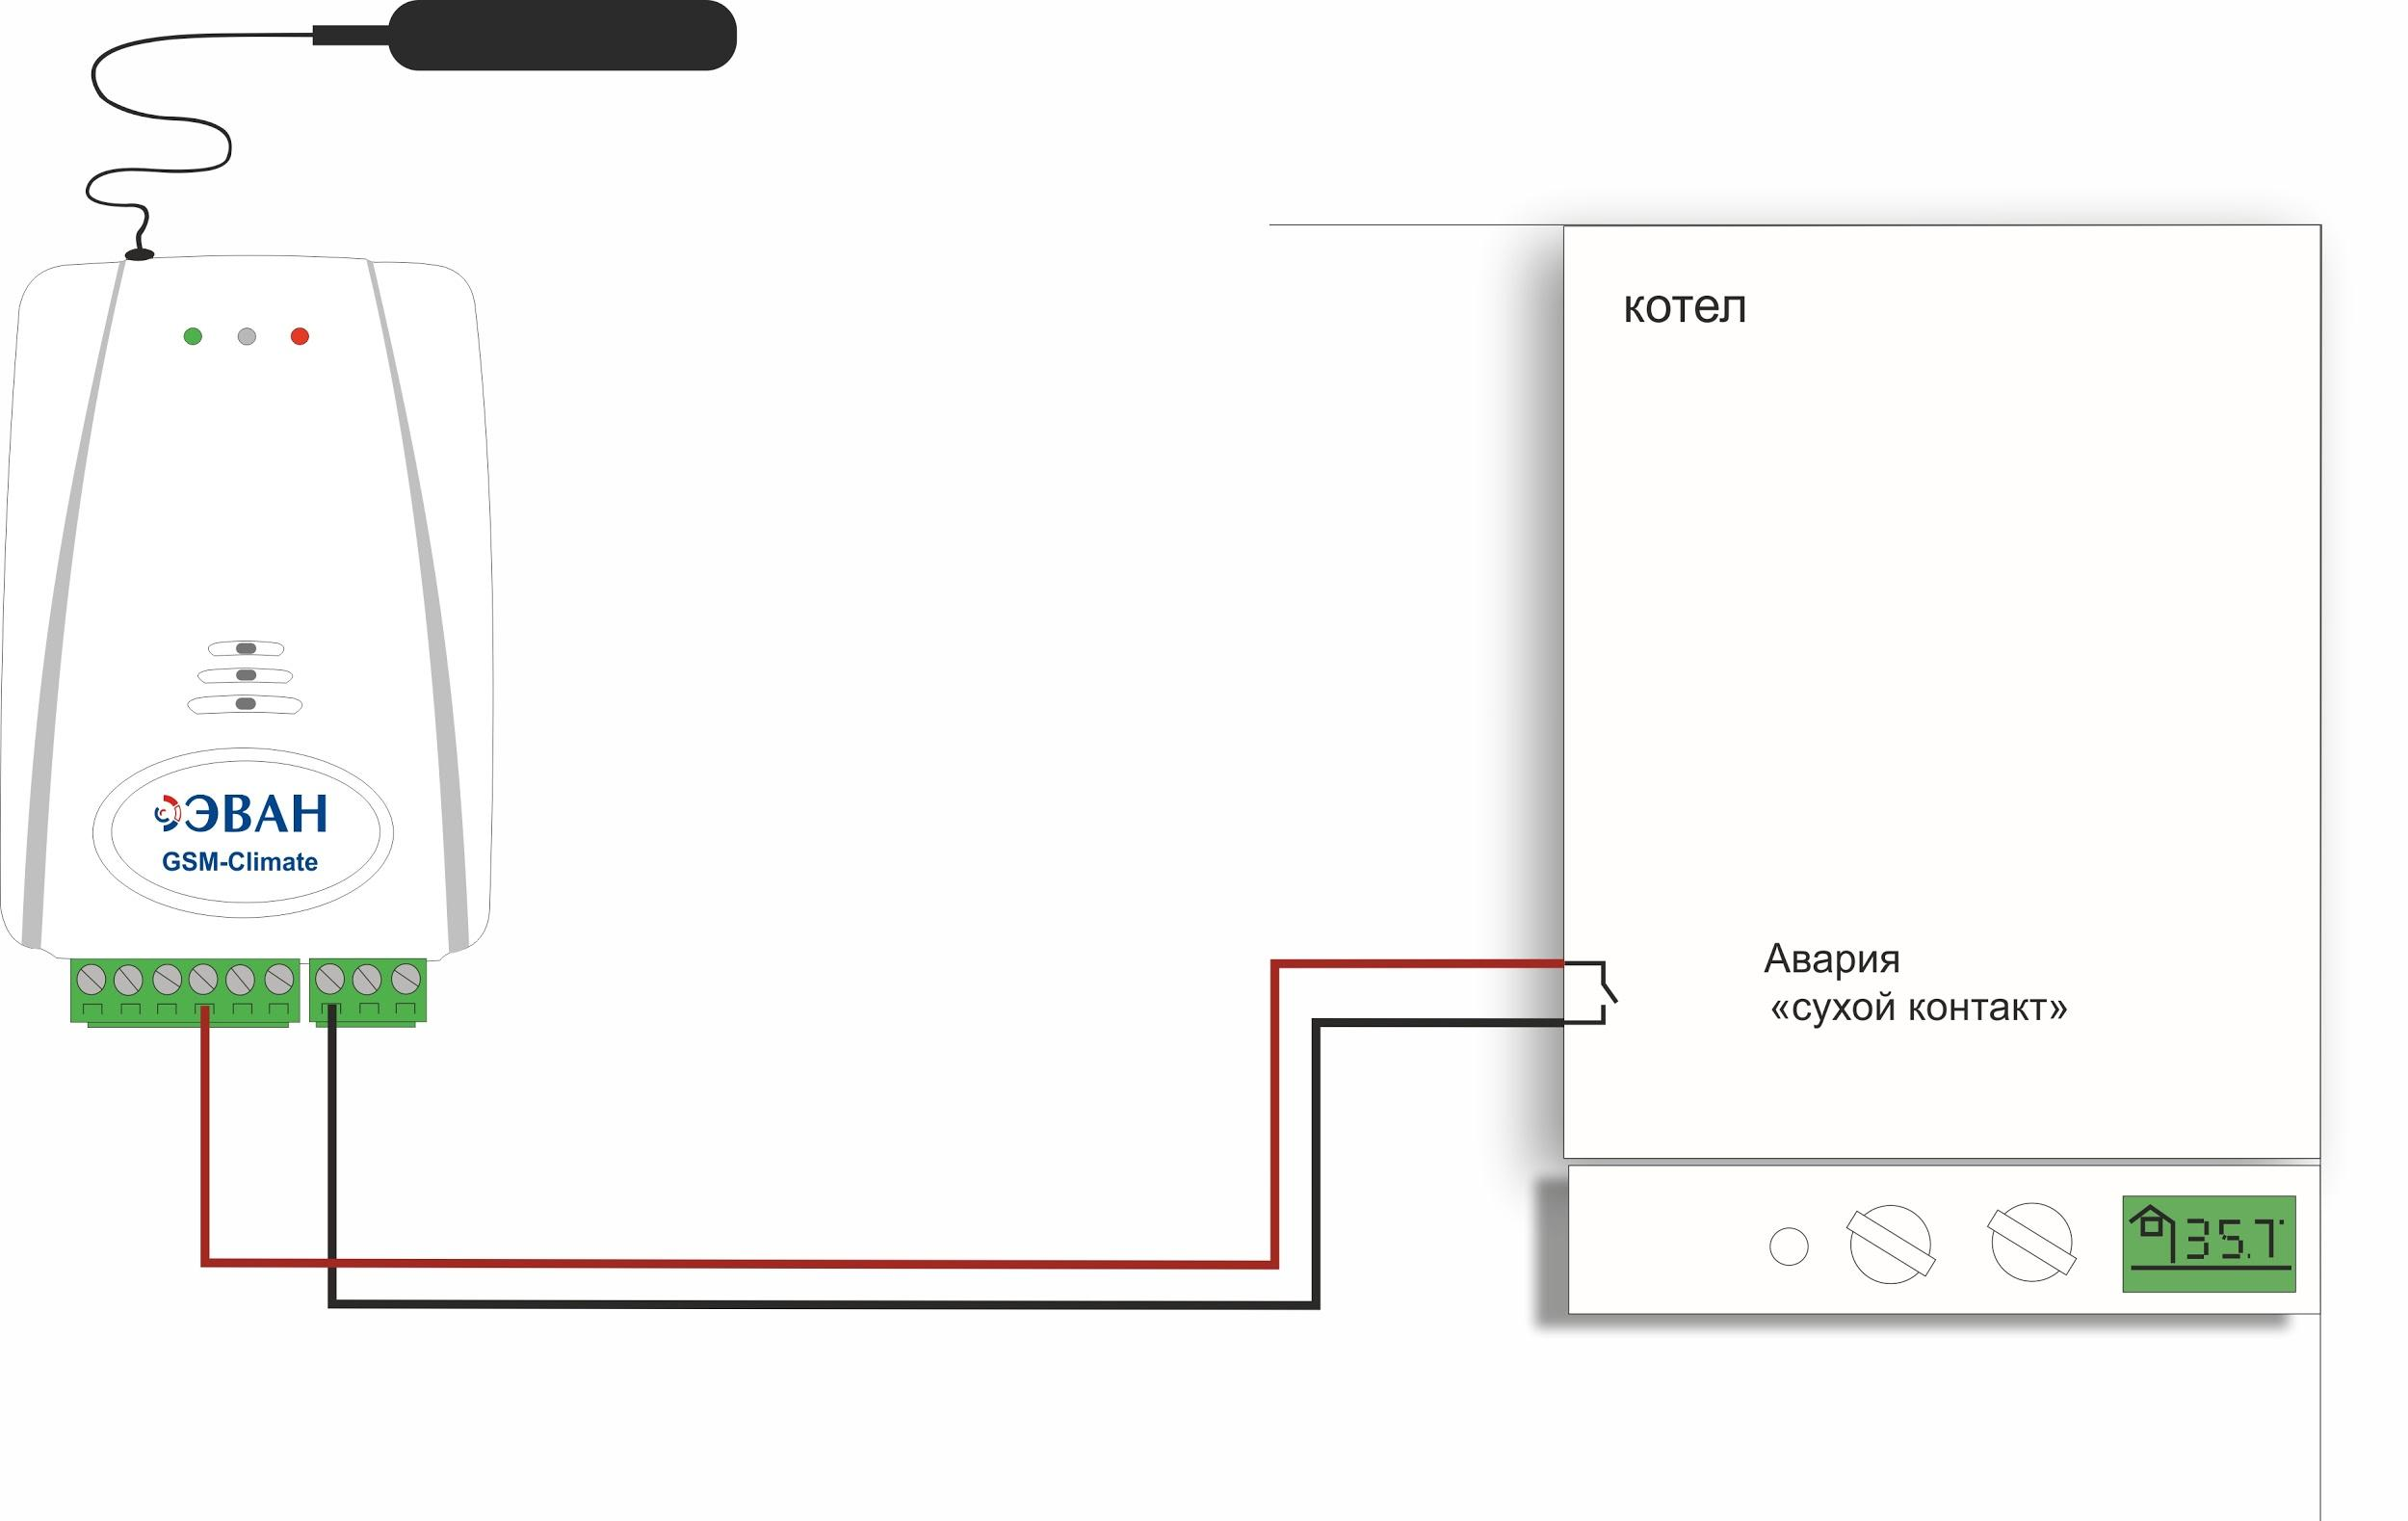 котел
ЭВАН
GSM-Climate
Авария
«сухой контакт»
35.7